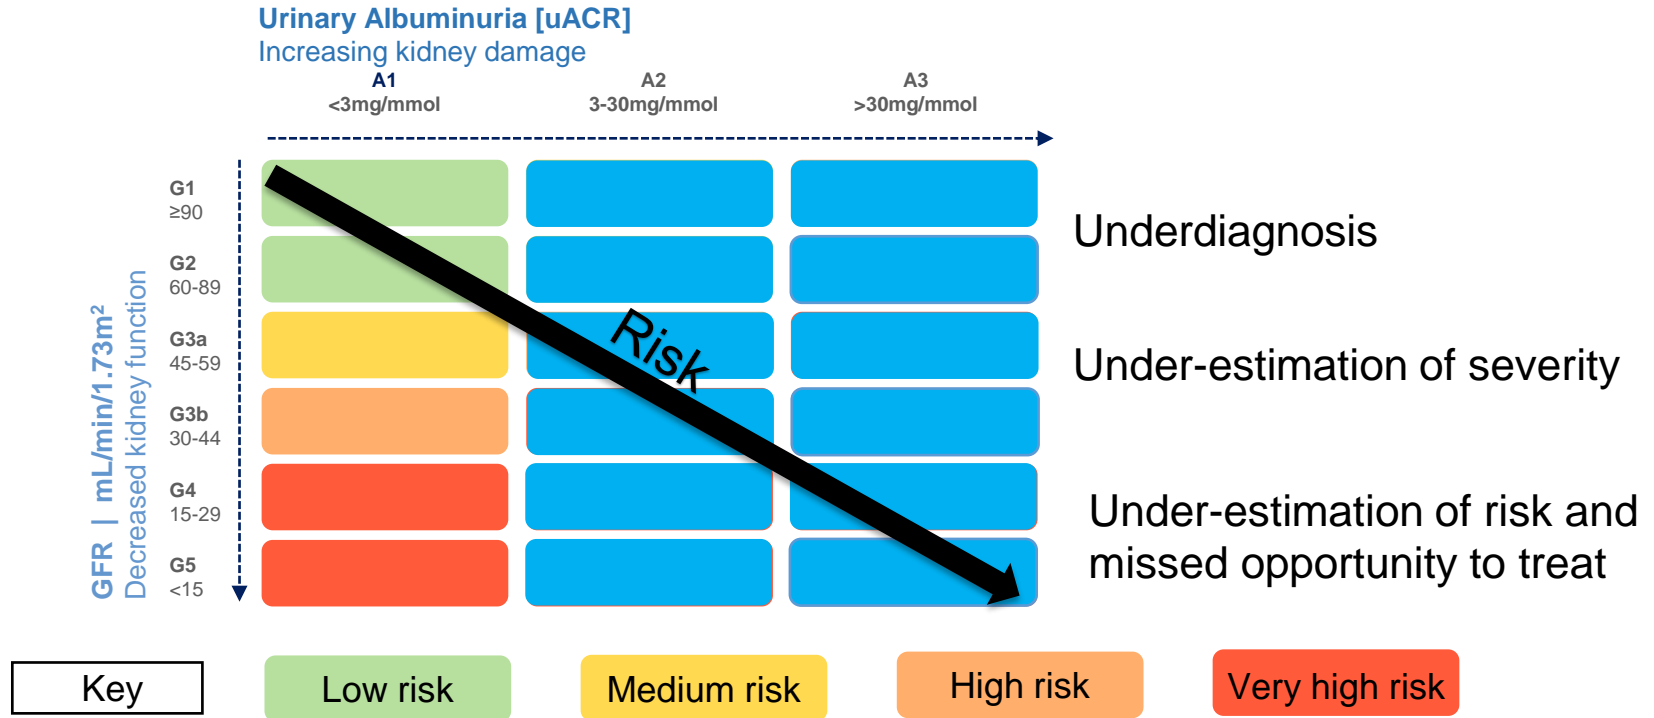 Urinary Albuminuria [uACR]
Increasing kidney damage
A1
<3mg/mmol
A2
3-30mg/mmol
A3
>30mg/mmol
GFR | mL/min/1.73m²
Decreased kidney function
G1
≥90
G2
60-89
G3a
45-59
G3b
30-44
G4
15-29
G5
<15
Risk
Underdiagnosis
Under-estimation of severity
Under-estimation of risk and
missed opportunity to treat
Key
Low risk
Medium risk
High risk
Very high risk